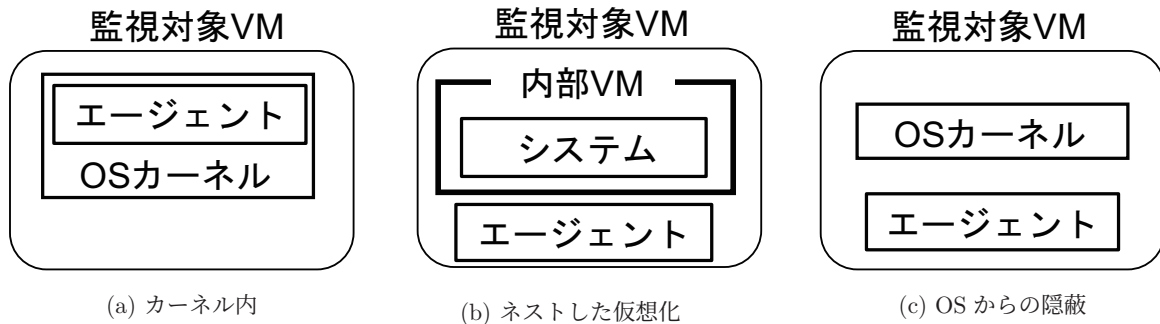 監視対象VM
エージェント
OSカーネル
(a) カーネル内
監視対象VM
内部VM
システム
エージェント
(b) ネストした仮想化
監視対象VM
OSカーネル
エージェント
(c) OS からの隠蔽